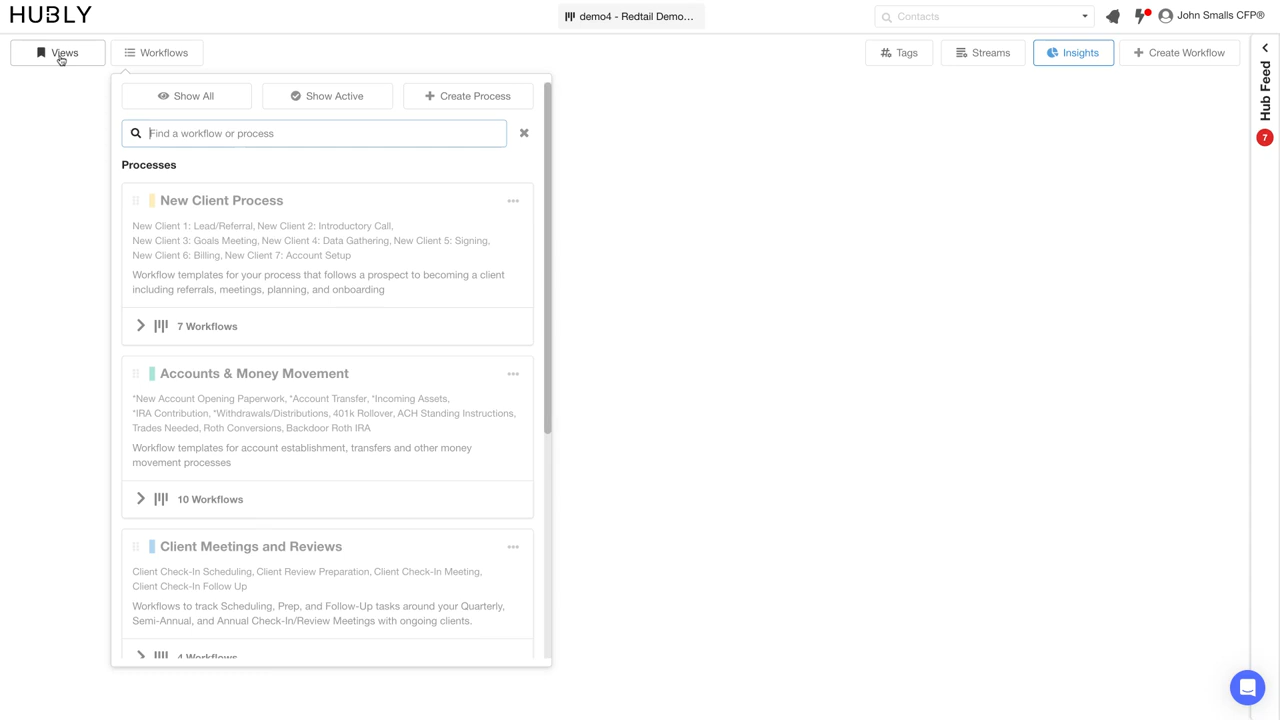 HUBLY
demo4 - Redtail Demo...
Contacts
John Smalls CFP®
Views
Workflows
Tags
Streams
Insights
Create Workflow
Hub Feed
7
Show All
Show Active
Create Process
Find a workflow or process
Processes
New Client Process
New Client 1: Lead/Referral, New Client 2: Introductory Call,
New Client 3: Goals Meeting, New Client 4: Data Gathering, New Client 5: Signing,
New Client 6: Billing, New Client 7: Account Setup
Workflow templates for your process that follows a prospect to becoming a client
including referrals, meetings, planning, and onboarding
7 Workflows
Accounts & Money Movement
*New Account Opening Paperwork, *Account Transfer, *Incoming Assets,
*IRA Contribution, *Withdrawals/Distributions, 401k Rollover, ACH Standing Instructions,
Trades Needed, Roth Conversions, Backdoor Roth IRA
Workflow templates for account establishment, transfers and other money
movement processes
10 Workflows
Client Meetings and Reviews
Client Check-In Scheduling, Client Review Preparation, Client Check-In Meeting,
Client Check-In Follow Up
Workflows to track Scheduling, Prep, and Follow-Up tasks around your Quarterly,
Semi-Annual, and Annual Check-In/Review Meetings with ongoing clients.
4 Workflows